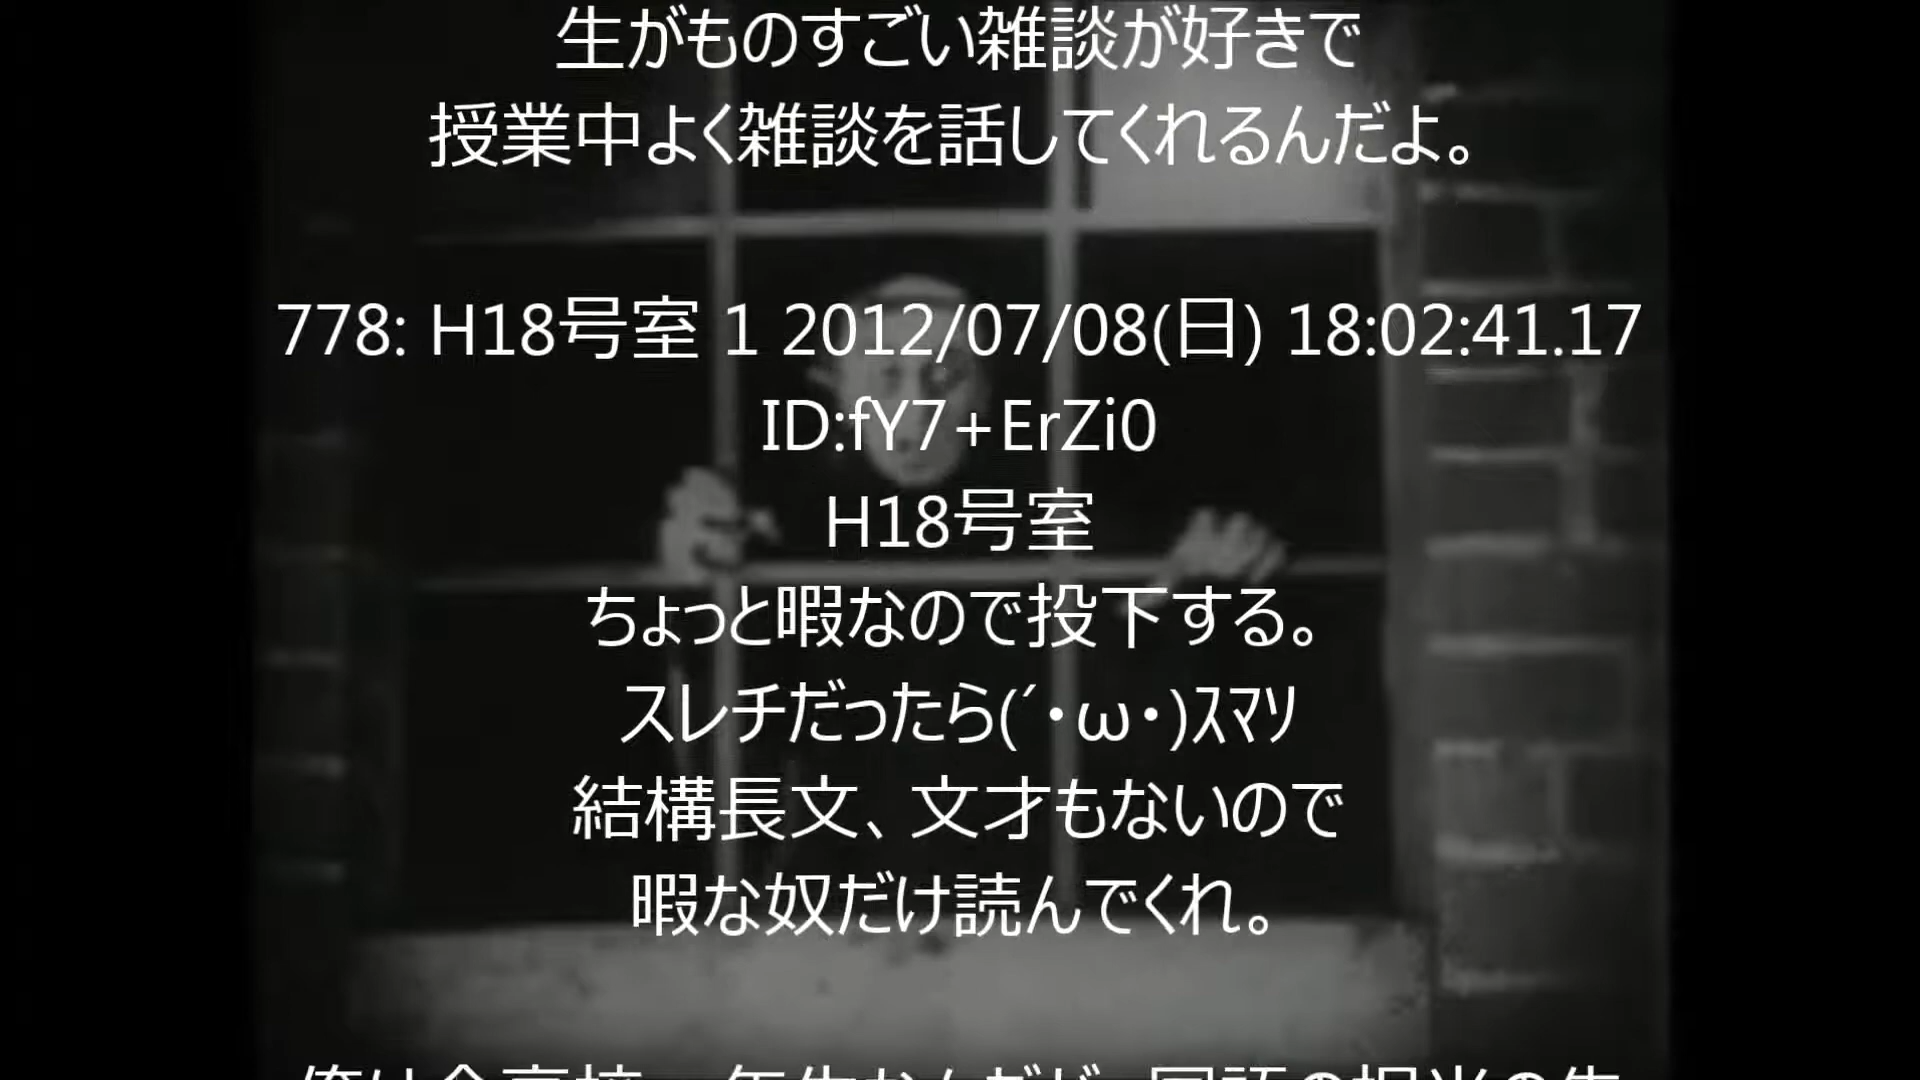 生がものすごい雑談が好きで
授業中よく雑談を話してくれるんだよ。
778: H18号室 1 2012/07/08(日) 18:02:41.17
ID:fY7+ErZi0
H18号室
ちょっと暇なので投下する。
スレチだったら(´・ω・)ｽﾏｿ
結構長文、文才もないので
暇な奴だけ読んでくれ。